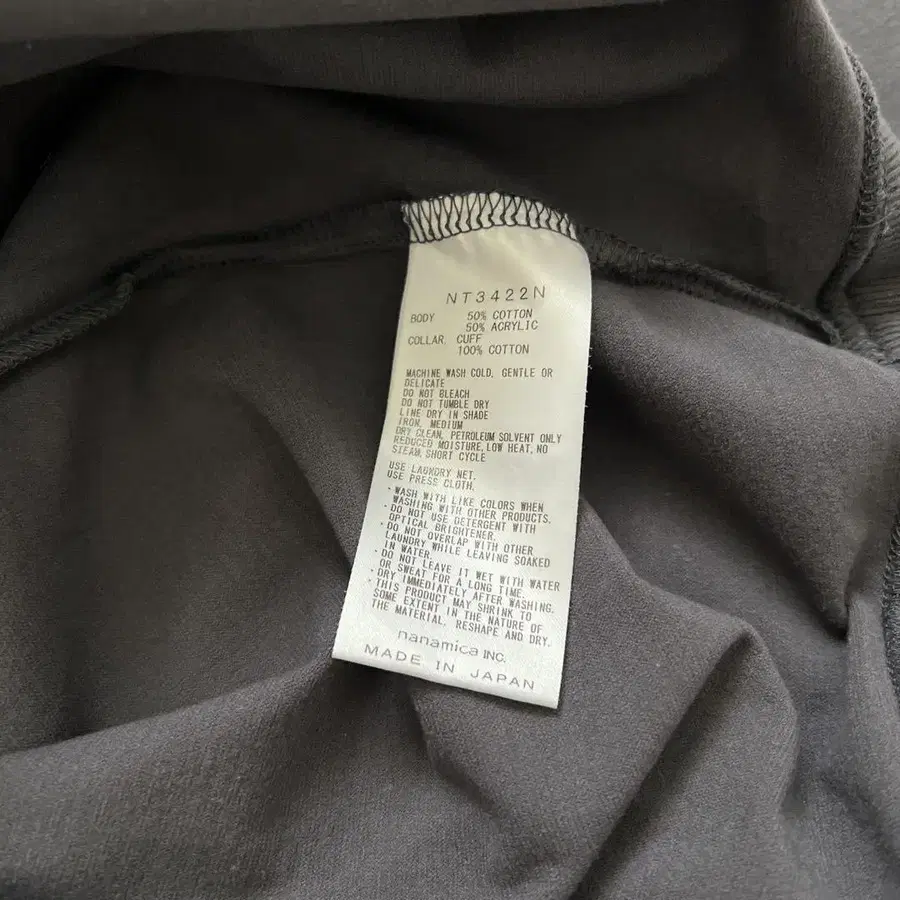 NT3422N
BODY 50% COTTON
50% ACRYLIC
COLLAR, CUFF
100% COTTON
MACHINE WASH COLD, GENTLE OR
DELICATE
DO NOT BLEACH
DO NOT TUMBLE DRY
LINE DRY IN SHADE
IRON, MEDIUM
DRY CLEAN, PETROLEUM SOLVENT ONLY
REDUCED MOISTURE, LOW HEAT, NO
STEAM, SHORT CYCLE
USE LAUNDRY NET.
USE PRESS CLOTH.
・WASH WITH LIKE COLORS WHEN
WASHING WITH OTHER PRODUCTS.
・DO NOT USE DETERGENT WITH
OPTICAL BRIGHTENER.
・DO NOT OVERLAP WITH OTHER
LAUNDRY WHILE LEAVING SOAKED
IN WATER.
・DO NOT LEAVE IT WET WITH WATER
OR SWEAT FOR A LONG TIME.
・DRY IMMEDIATELY AFTER WASHING.
・THIS PRODUCT MAY SHRINK TO
SOME EXTENT IN THE NATURE OF
THE MATERIAL. RESHAPE AND DRY.
nanamica INC.
MADE IN JAPAN